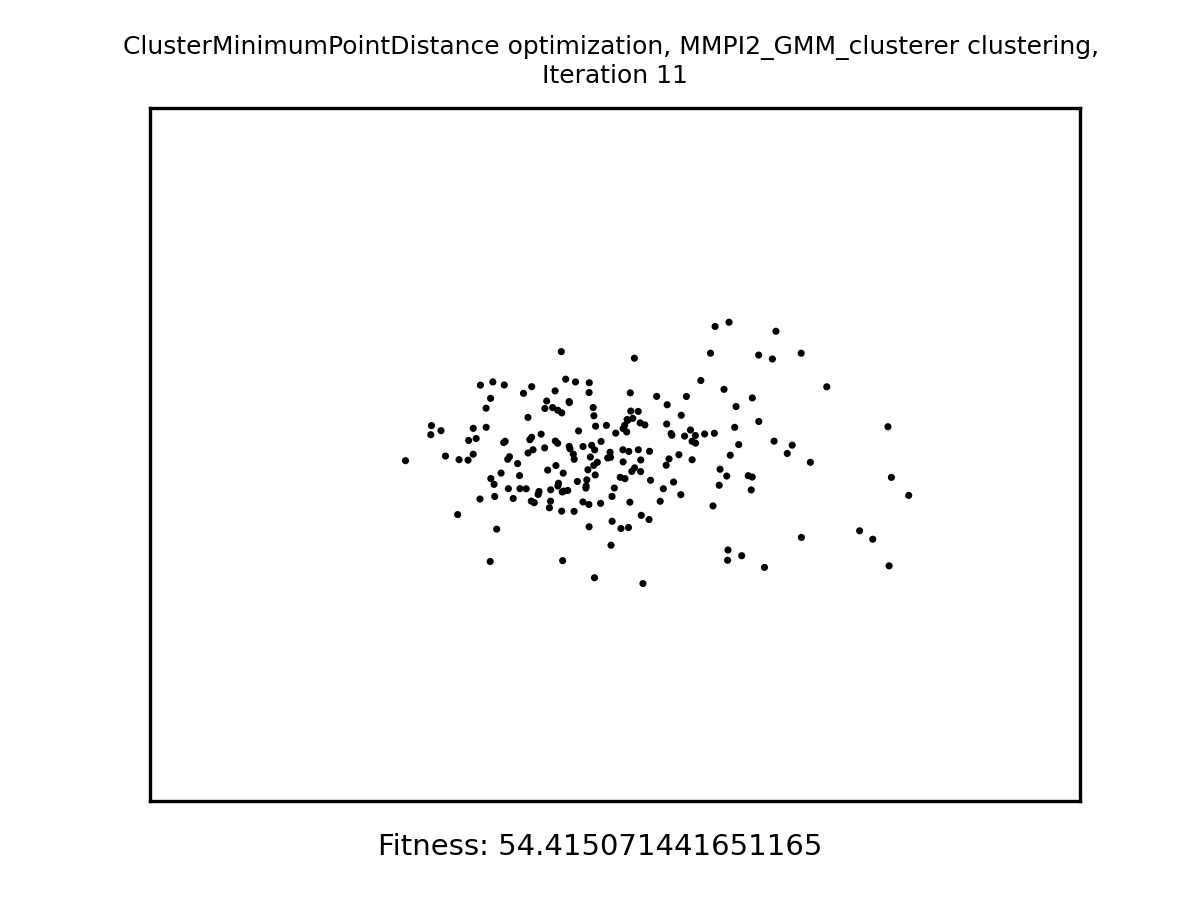 ClusterMinimumPointDistance optimization, MMPI2_GMM_clusterer clustering,
Iteration 11
Fitness: 54.415071441651165